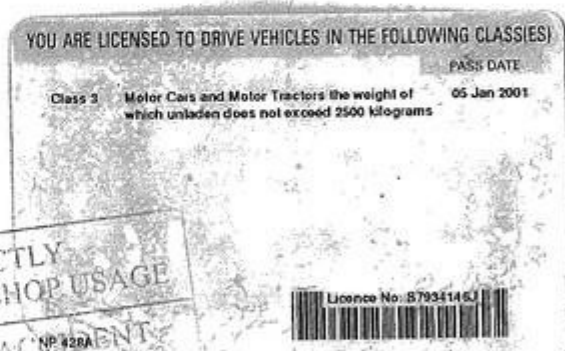 YOU ARE LICENSED TO DRIVE VEHICLES IN THE FOLLOWING CLASS(ES)
PASS DATE
Class 3 Motor Cars and Motor Tractors the weight of 05 Jan 2001
which unladen does not exceed 2500 kilograms
CTLY
HOP USAGE
Licence No: S7934146J
NP 428A